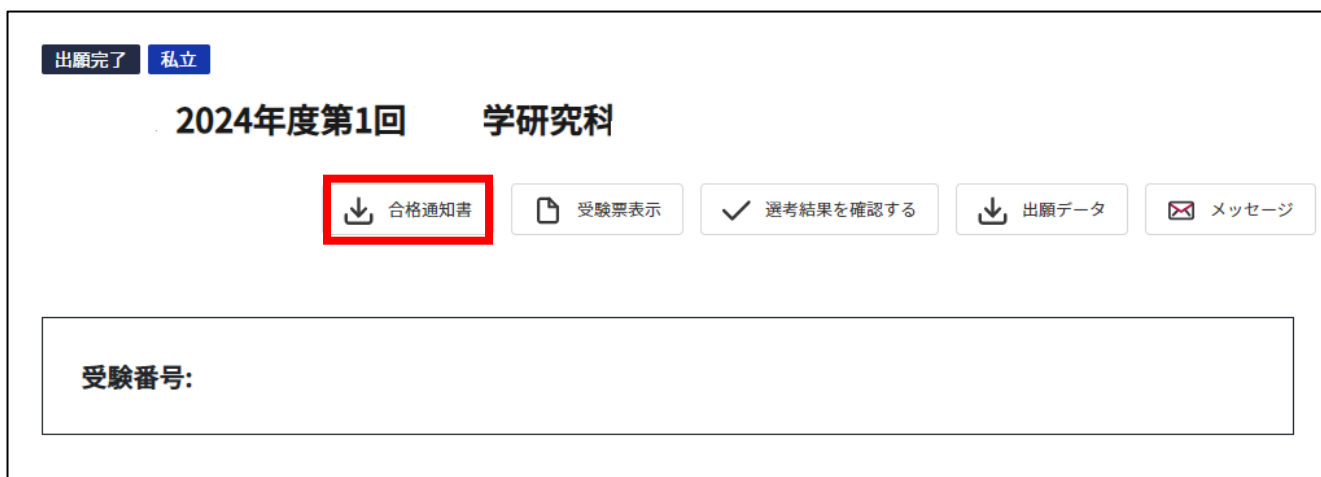 出願完了 私立
2024年度第1回 学研究科
合格通知書 受験票表示 選考結果を確認する 出願データ メッセージ
受験番号: